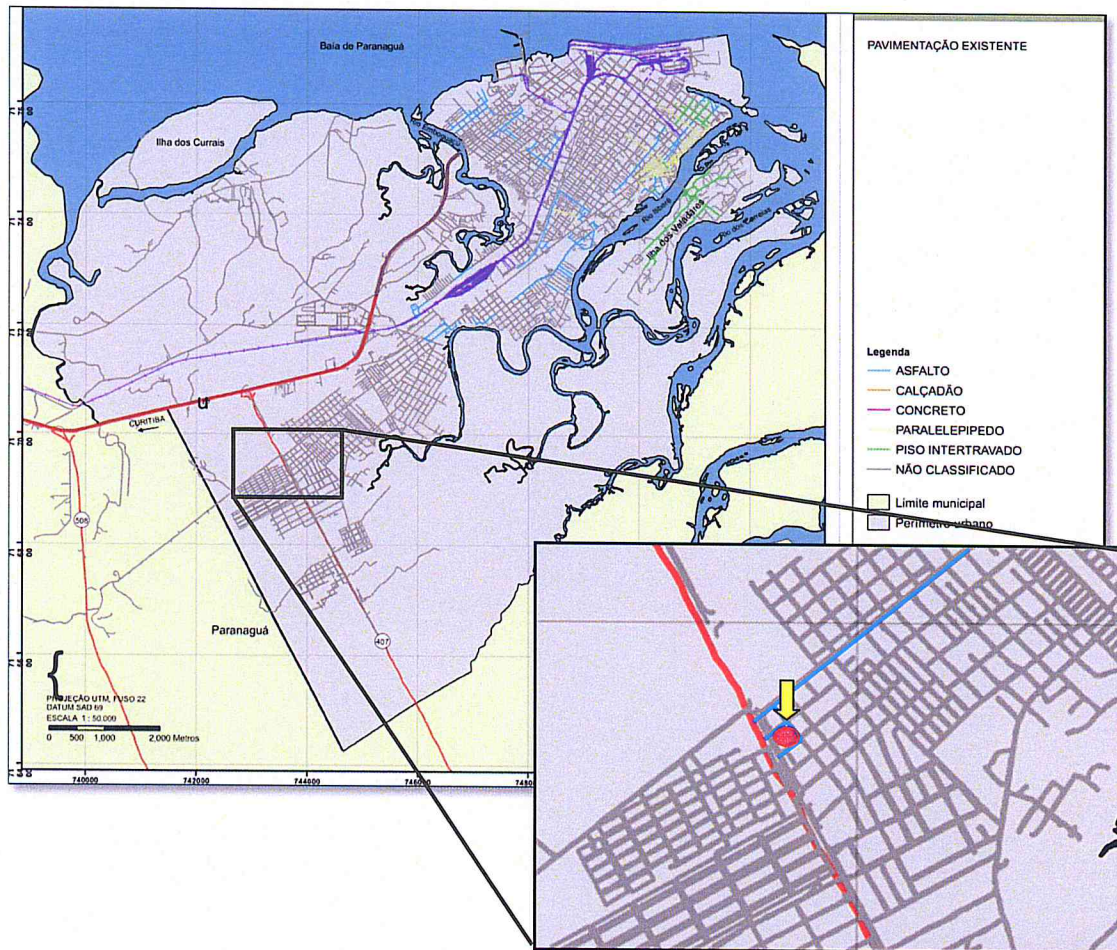 Baía de Paranaguá
Ilha dos Currais
Rio Emboguaçu
Rio Itiberê
Ilha dos Valadares
Rio dos Correias
CURITIBA
508
407
Paranaguá
PROJEÇÃO UTM, FUSO 22
DATUM SAD 69
ESCALA 1 : 50.000
0 500 1,000 2,000 Metros
740000 742000 744000
PAVIMENTAÇÃO EXISTENTE
Legenda
ASFALTO
CALÇADÃO
CONCRETO
PARALELEPIPEDO
PISO INTERTRAVADO
NÃO CLASSIFICADO
Limite municipal
Perímetro urbano